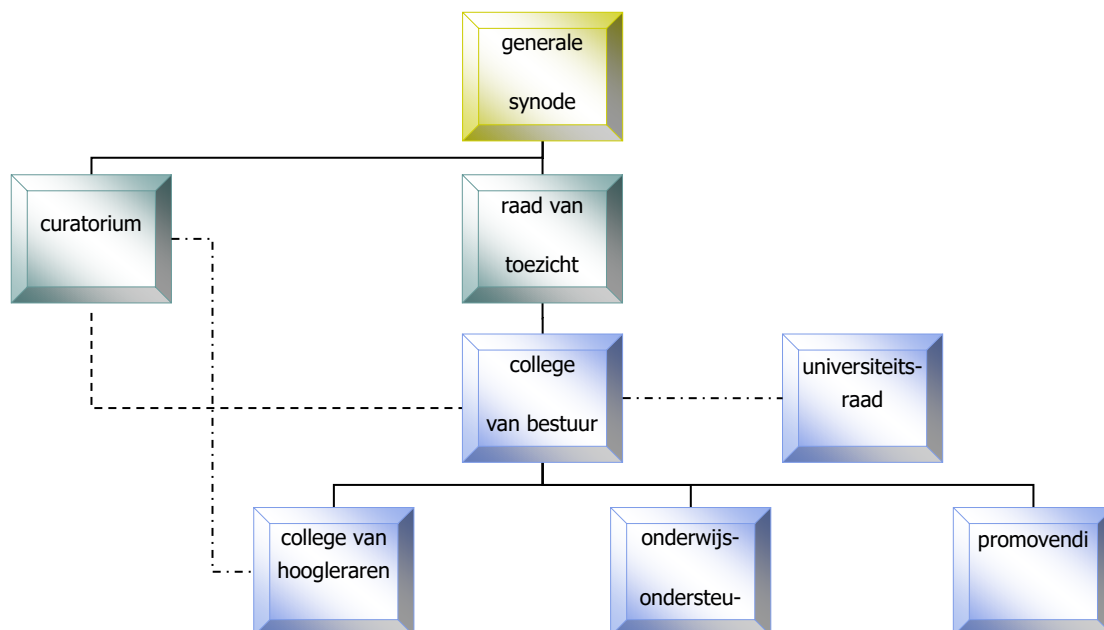 generale
synode
curatorium
raad van
toezicht
college
van bestuur
universiteits-
raad
college van
hoogleraren
onderwijs-
ondersteu-
promovendi